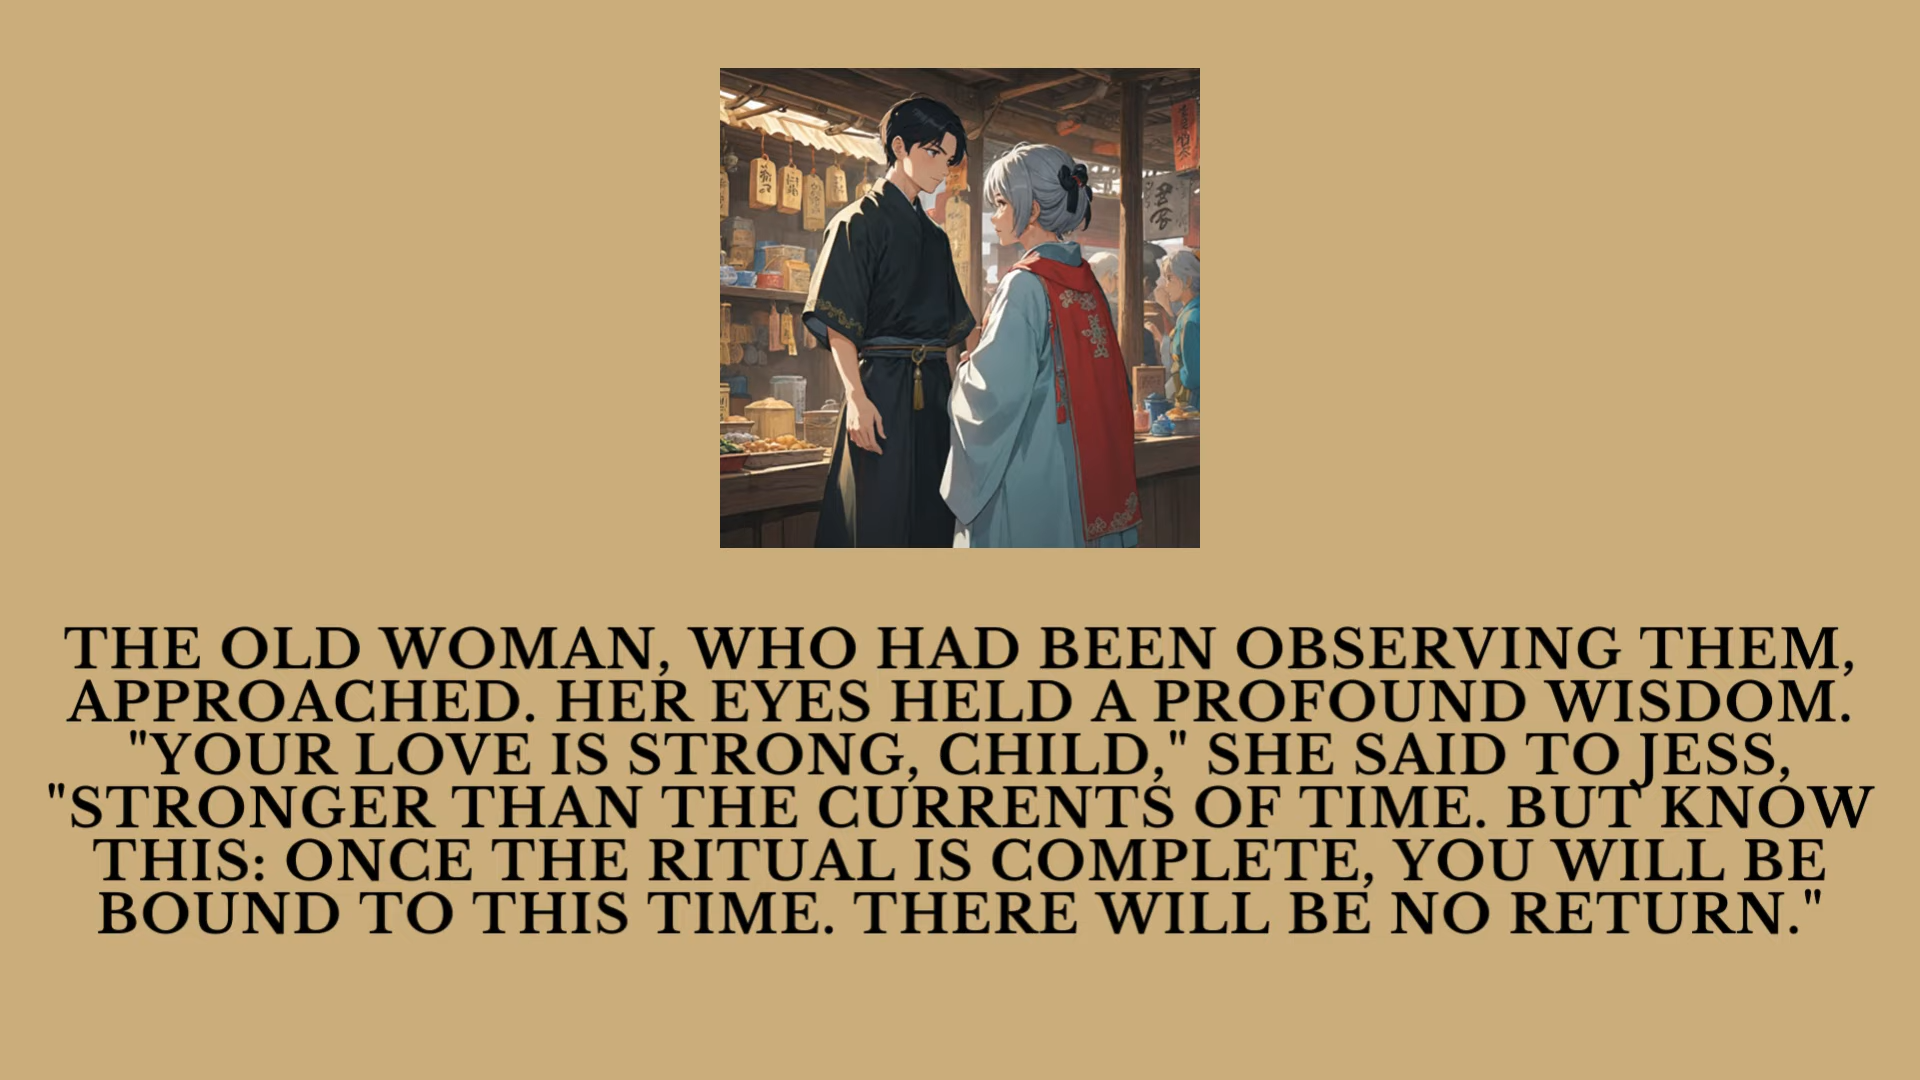 THE OLD WOMAN, WHO HAD BEEN OBSERVING THEM,
APPROACHED. HER EYES HELD A PROFOUND WISDOM.
"YOUR LOVE IS STRONG, CHILD," SHE SAID TO JESS,
"STRONGER THAN THE CURRENTS OF TIME. BUT KNOW
THIS: ONCE THE RITUAL IS COMPLETE, YOU WILL BE
BOUND TO THIS TIME. THERE WILL BE NO RETURN."